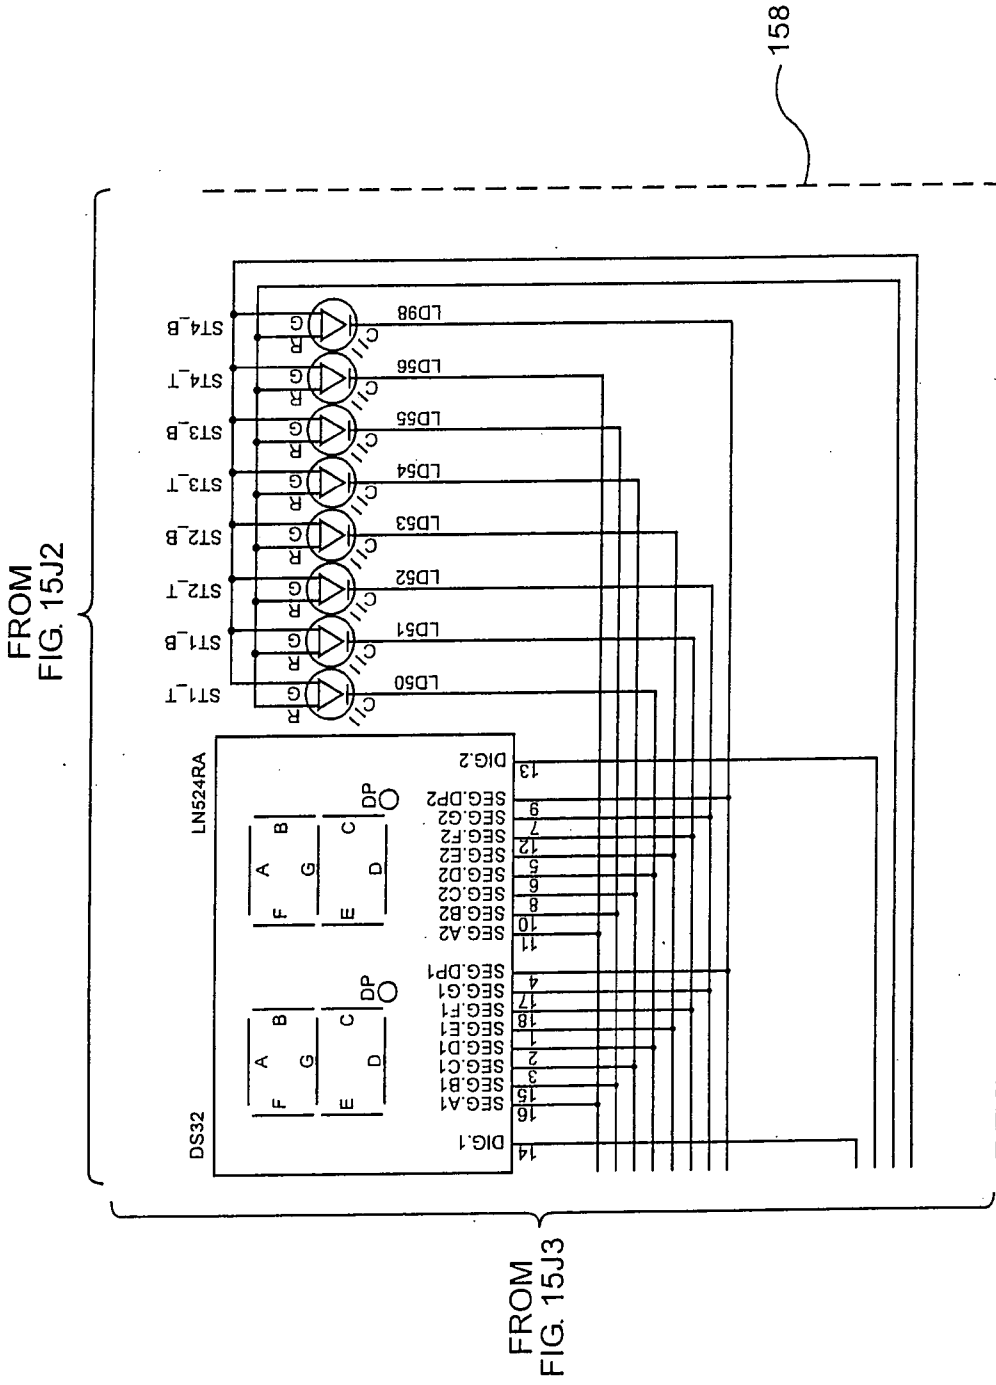 FROM
FIG. 15J2
158
FROM
FIG. 15J3
DS32
LN524RA
A
F
B
G
E
C
D
DP
A
F
B
G
E
C
D
DP
DIG.1
14
SEG.A1
16
SEG.B1
15
SEG.C1
3
SEG.D1
2
SEG.E1
1
SEG.F1
18
SEG.G1
17
SEG.DP1
4
SEG.A2
11
SEG.B2
10
SEG.C2
8
SEG.D2
6
SEG.E2
5
SEG.F2
12
SEG.G2
7
SEG.DP2
9
DIG.2
13
ST1_T
R
G
C
LD50
ST1_B
R
G
C
LD51
ST2_T
R
G
C
LD52
ST2_B
R
G
C
LD53
ST3_T
R
G
C
LD54
ST3_B
R
G
C
LD55
ST4_T
R
G
C
LD56
ST4_B
R
G
C
LD98